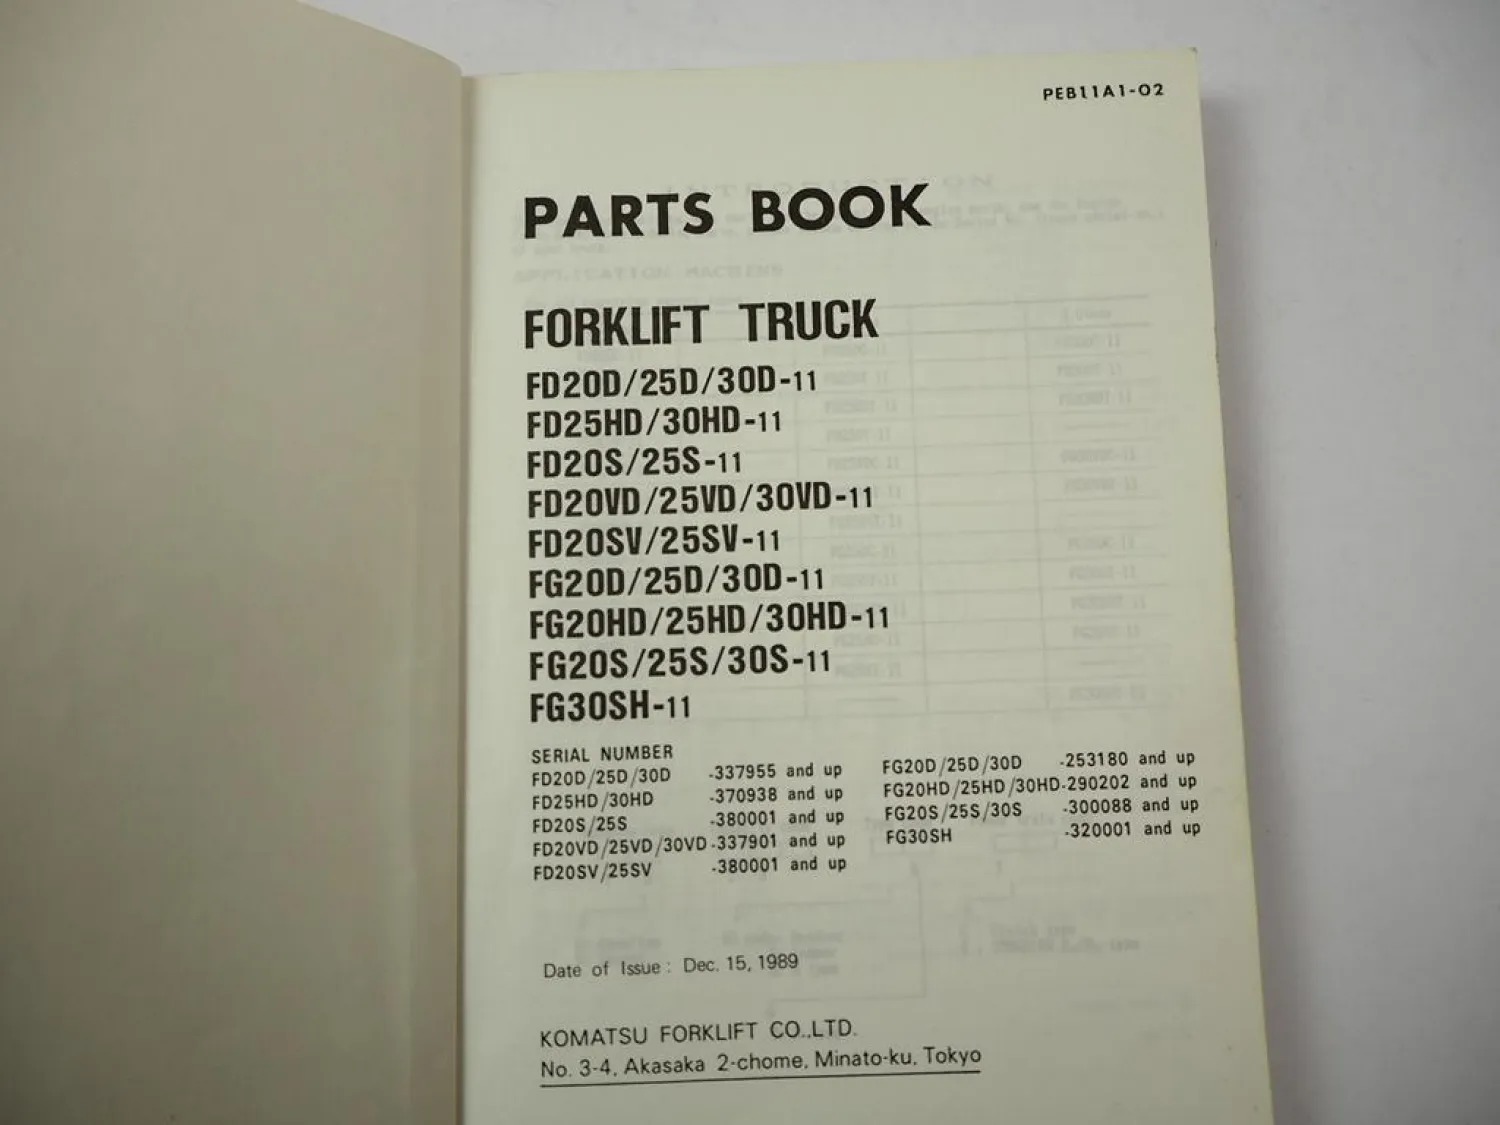 PEB11A1-02
PARTS BOOK
FORKLIFT TRUCK
FD20D/25D/30D-11
FD25HD/30HD-11
FD20S/25S-11
FD20VD/25VD/30VD-11
FD20SV/25SV-11
FG20D/25D/30D-11
FG20HD/25HD/30HD-11
FG20S/25S/30S-11
FG30SH-11
SERIAL NUMBER
FD20D/25D/30D -337955 and up FG20D/25D/30D -253180 and up
FD25HD/30HD -370938 and up FG20HD/25HD/30HD-290202 and up
FD20S/25S -380001 and up FG20S/25S/30S -300088 and up
FD20VD/25VD/30VD-337901 and up FG30SH -320001 and up
FD20SV/25SV -380001 and up
Date of Issue: Dec. 15, 1989
KOMATSU FORKLIFT CO.,LTD.
No. 3-4, Akasaka 2-chome, Minato-ku, Tokyo